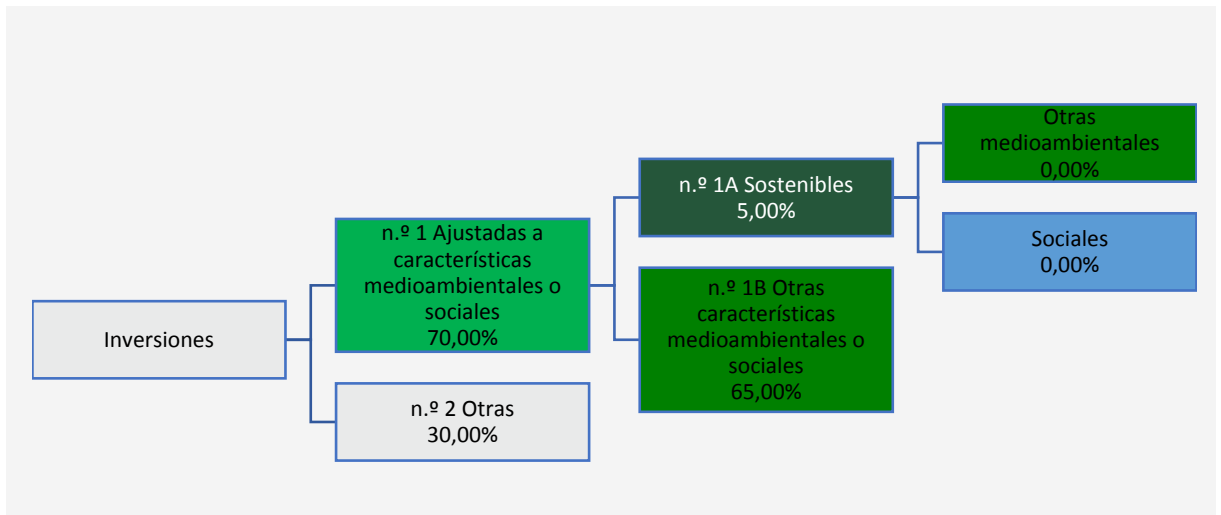 Inversiones
n.º 1 Ajustadas a
características
medioambientales o
sociales
70,00%
n.º 2 Otras
30,00%
n.º 1A Sostenibles
5,00%
n.º 1B Otras
características
medioambientales o
sociales
65,00%
Otras
medioambientales
0,00%
Sociales
0,00%